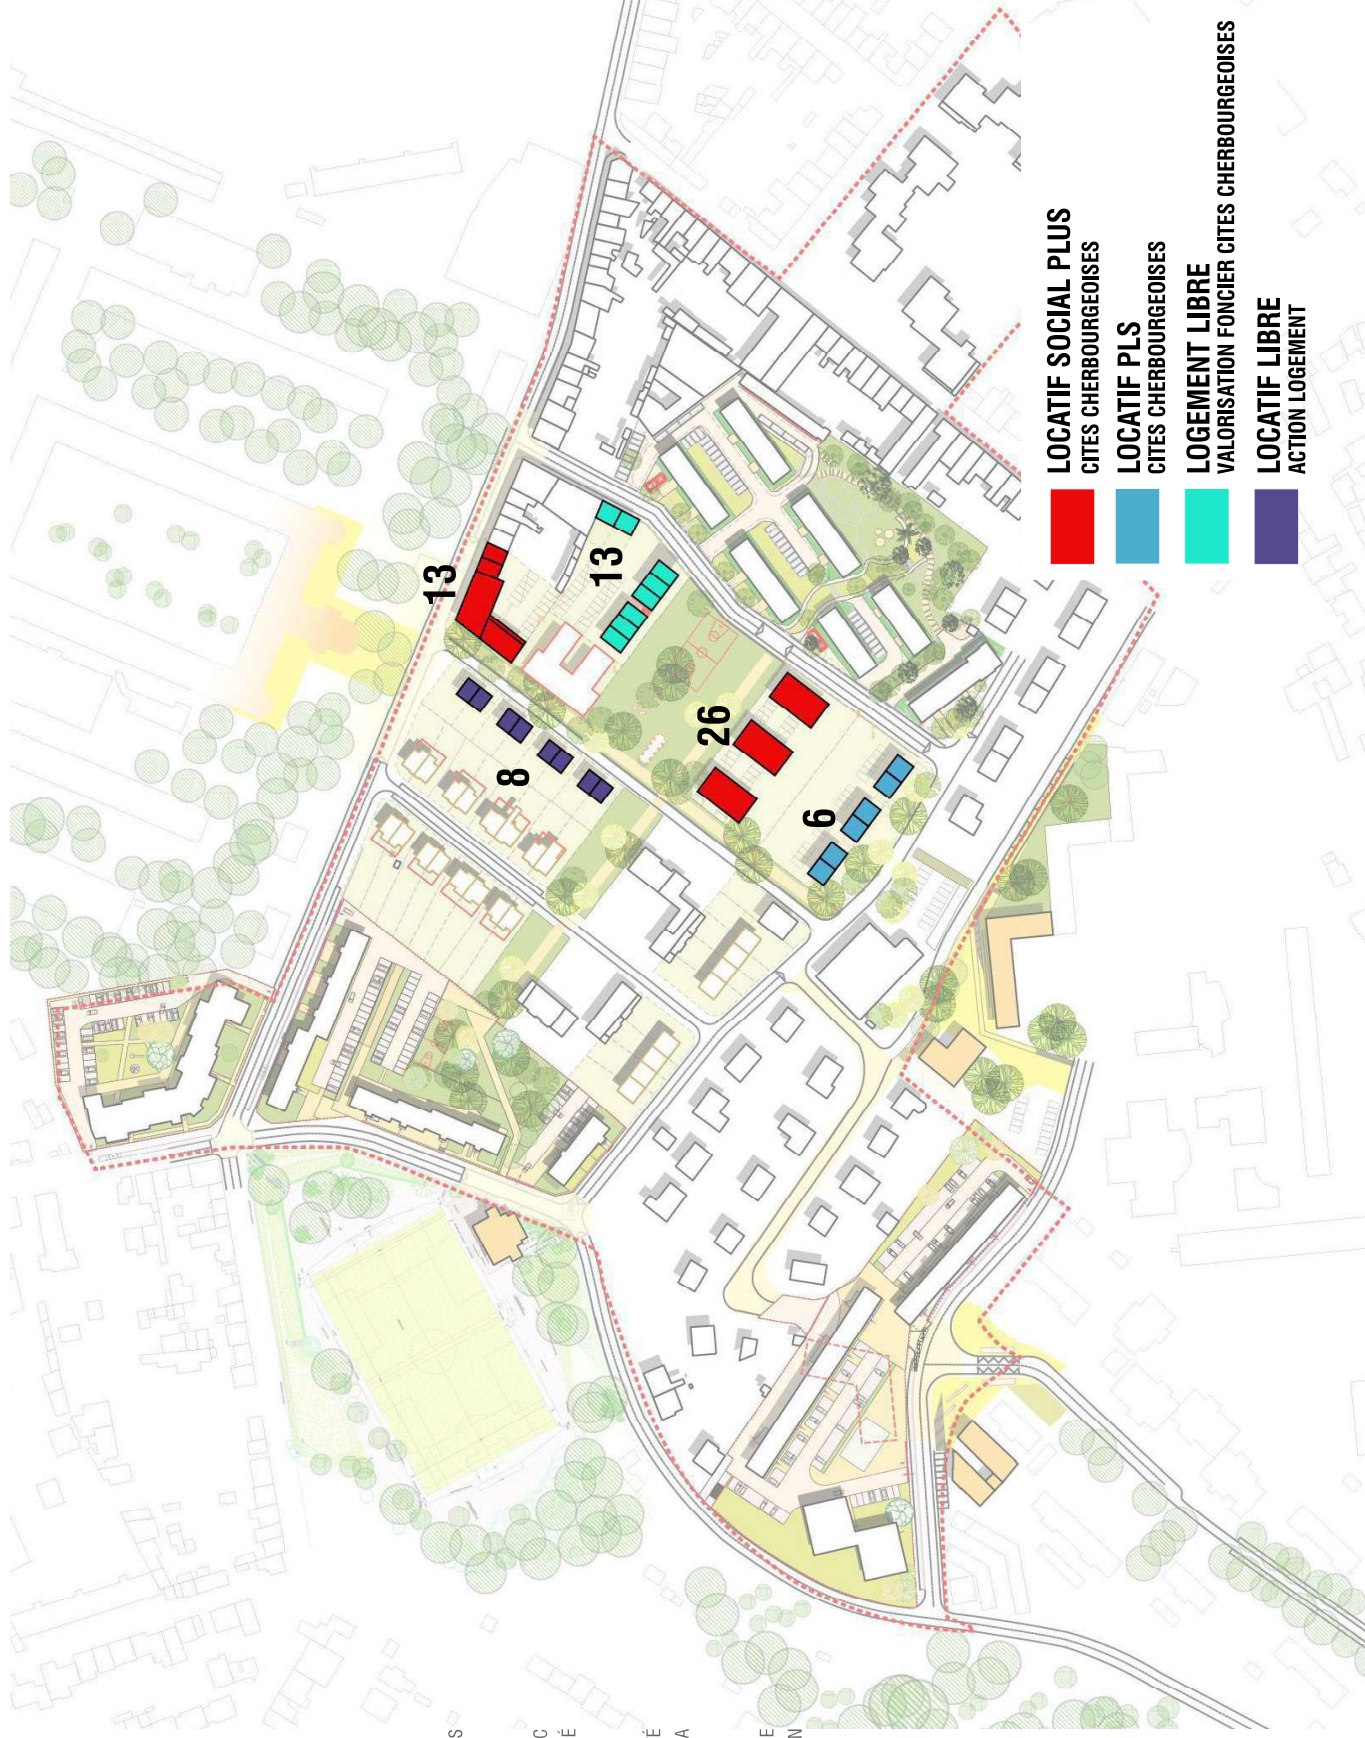 13
13
8
26
6
LOCATIF SOCIAL PLUS
CITES CHERBOURGEOISES
LOCATIF PLS
CITES CHERBOURGEOISES
LOGEMENT LIBRE
VALORISATION FONCIER CITES CHERBOURGEOISES
LOCATIF LIBRE
ACTION LOGEMENT
S
C
É
É
A
E
N